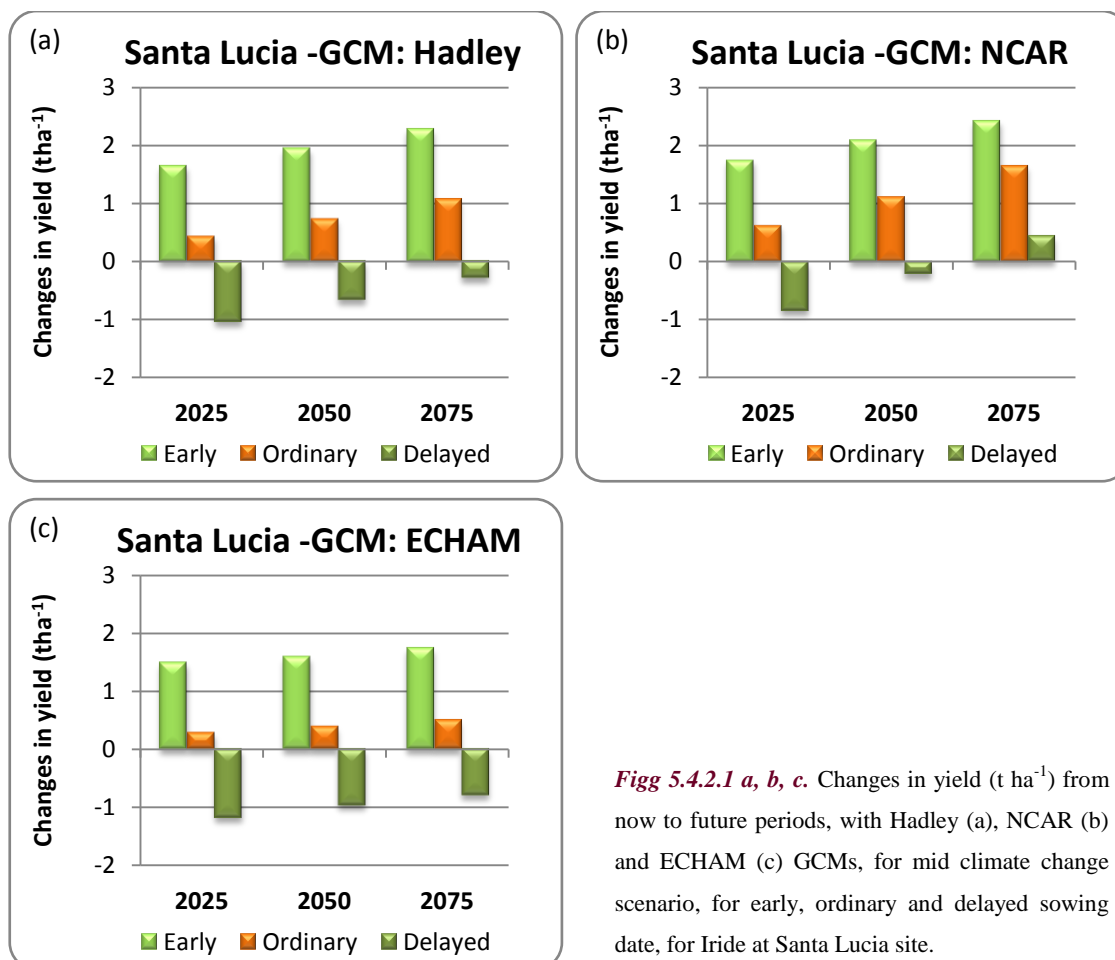 (a)
Santa Lucia -GCM: Hadley
Changes in yield (tha-1)
3
2
1
0
-1
-2
2025 2050 2075
Early Ordinary Delayed
(b)
Santa Lucia -GCM: NCAR
Changes in yield (tha-1)
3
2
1
0
-1
-2
2025 2050 2075
Early Ordinary Delayed
(c)
Santa Lucia -GCM: ECHAM
Changes in yield (tha-1)
3
2
1
0
-1
-2
2025 2050 2075
Early Ordinary Delayed
Figg 5.4.2.1 a, b, c. Changes in yield (t ha-1) from
now to future periods, with Hadley (a), NCAR (b)
and ECHAM (c) GCMs, for mid climate change
scenario, for early, ordinary and delayed sowing
date, for Iride at Santa Lucia site.